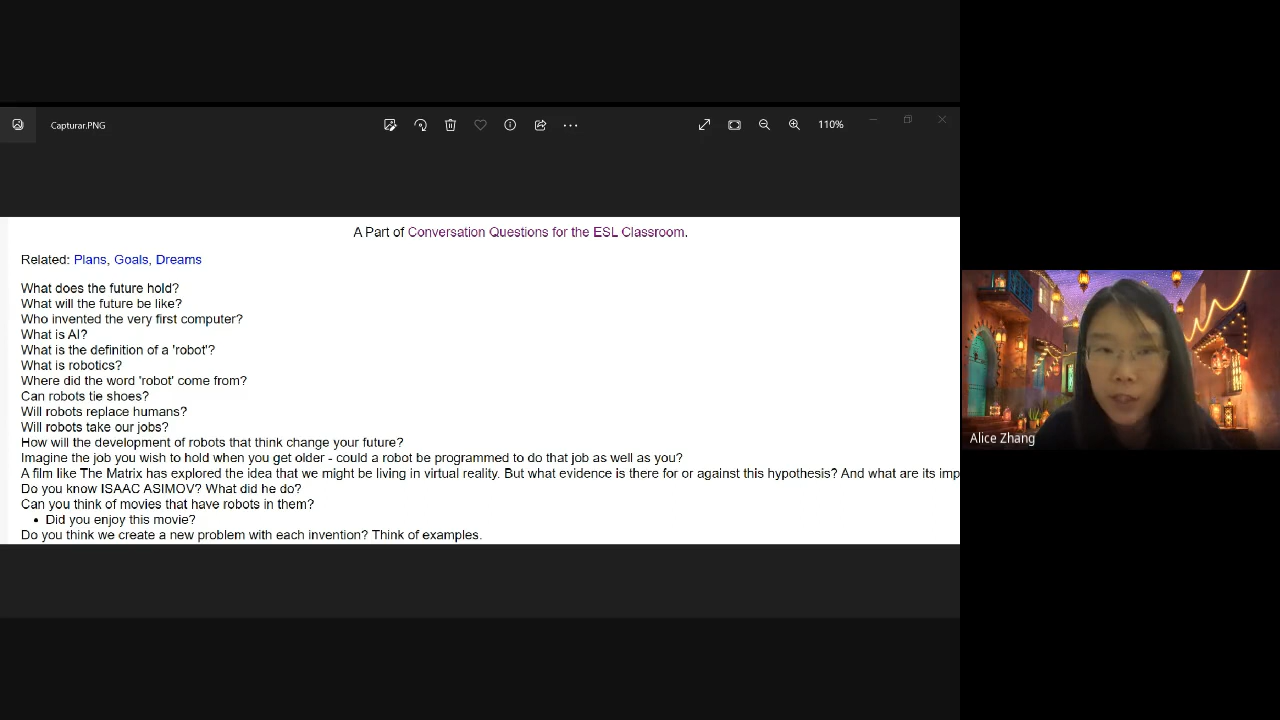 Capturar.PNG
110%
A Part of Conversation Questions for the ESL Classroom.
Related: Plans, Goals, Dreams
What does the future hold?
What will the future be like?
Who invented the very first computer?
What is AI?
What is the definition of a 'robot'?
What is robotics?
Where did the word 'robot' come from?
Can robots tie shoes?
Will robots replace humans?
Will robots take our jobs?
How will the development of robots that think change your future?
Imagine the job you wish to hold when you get older - could a robot be programmed to do that job as well as you?
A film like The Matrix has explored the idea that we might be living in virtual reality. But what evidence is there for or against this hypothesis? And what are its imp
Do you know ISAAC ASIMOV? What did he do?
Can you think of movies that have robots in them?
• Did you enjoy this movie?
Do you think we create a new problem with each invention? Think of examples.
Alice Zhang